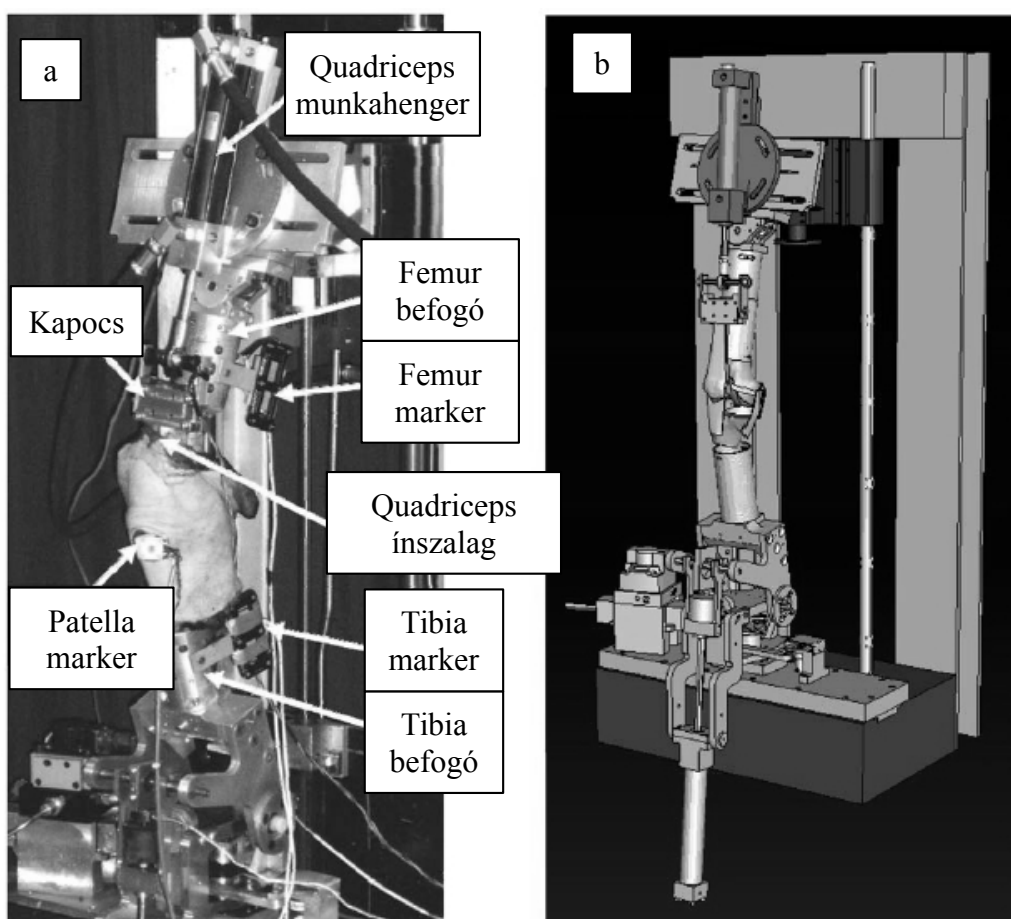 a
Quadriceps
munkahenger
Kapocs
Femur
befogó
Femur
marker
Quadriceps
ínszalag
Patella
marker
Tibia
marker
Tibia
befogó
b